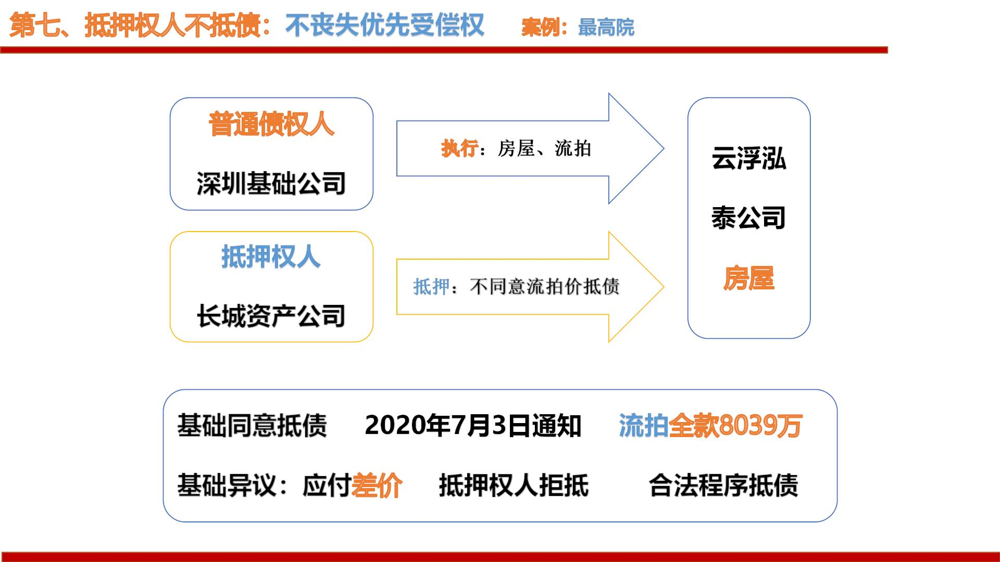 第七、抵押权人不抵债：不丧失优先受偿权 案例：最高院
普通债权人
深圳基础公司
执行：房屋、流拍
抵押权人
长城资产公司
抵押：不同意流拍价抵债
云浮泓
泰公司
房屋
基础同意抵债 2020年7月3日通知 流拍全款8039万
基础异议：应付差价 抵押权人拒抵 合法程序抵债